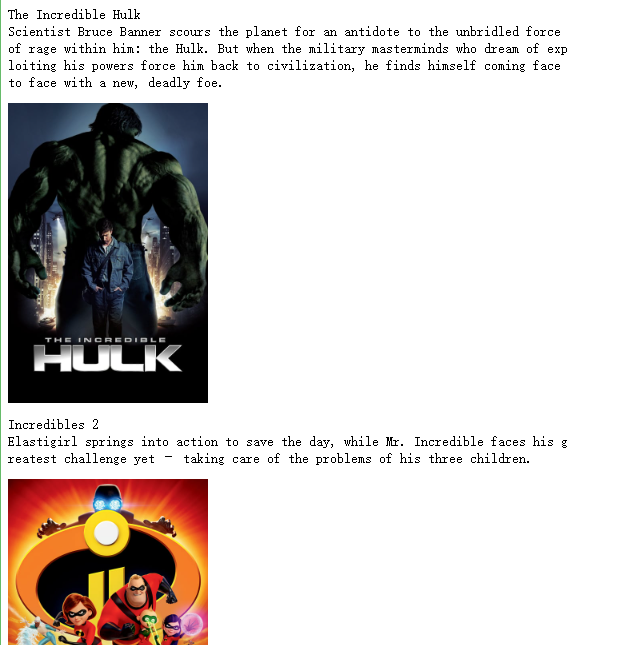 The Incredible Hulk
Scientist Bruce Banner scours the planet for an antidote to the unbridled force
of rage within him: the Hulk. But when the military masterminds who dream of exp
loiting his powers force him back to civilization, he finds himself coming face
to face with a new, deadly foe.
THE INCREDIBLE
HULK
Incredibles 2
Elastigirl springs into action to save the day, while Mr. Incredible faces his g
reatest challenge yet – taking care of the problems of his three children.